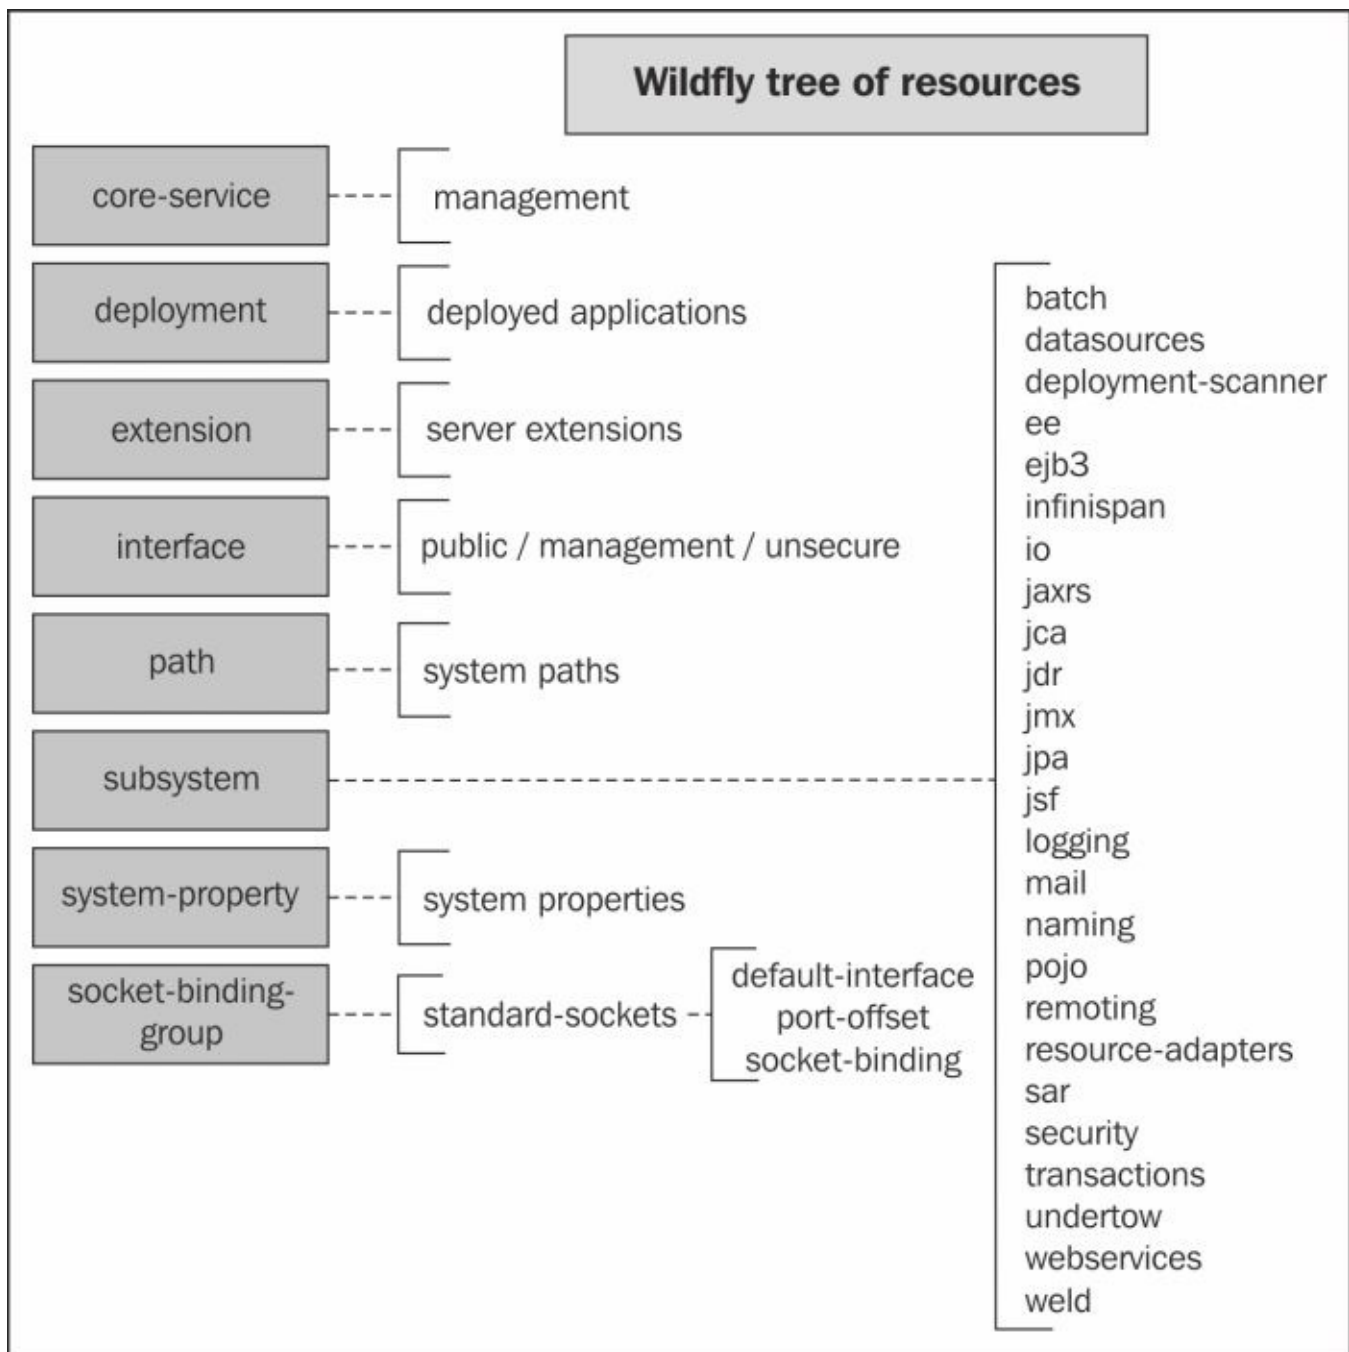 Wildfly tree of resources
core-service
management
deployment
deployed applications
extension
server extensions
interface
public / management / unsecure
path
system paths
subsystem
system-property
system properties
socket-binding-
group
standard-sockets
default-interface
port-offset
socket-binding
batch
datasources
deployment-scanner
ee
ejb3
infinispan
io
jaxrs
jca
jdr
jmx
jpa
jsf
logging
mail
naming
pojo
remoting
resource-adapters
sar
security
transactions
undertow
webservices
weld